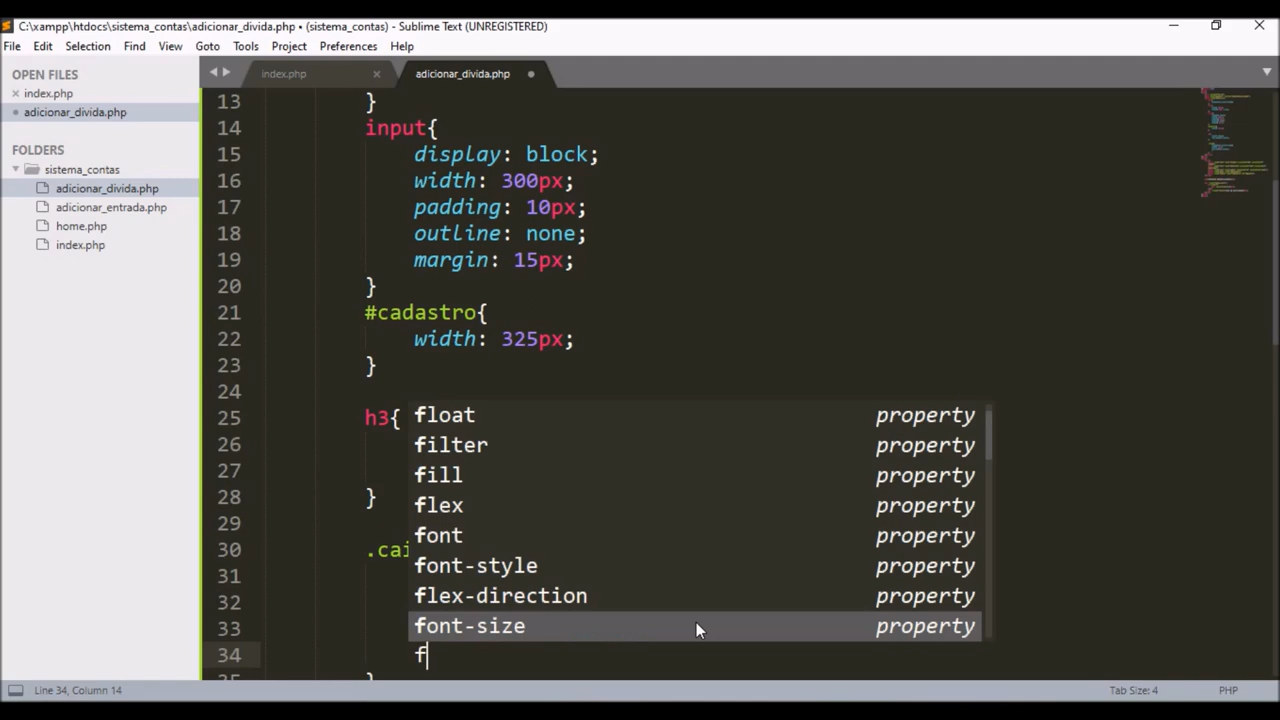 C:\xampp\htdocs\sistema_contas\adicionar_divida.php • (sistema_contas) - Sublime Text (UNREGISTERED)
File Edit Selection Find View Goto Tools Project Preferences Help
OPEN FILES
index.php
adicionar_divida.php
FOLDERS
sistema_contas
adicionar_divida.php
adicionar_entrada.php
home.php
index.php
index.php adicionar_divida.php
13 }
14 input{
15 display: block;
16 width: 300px;
17 padding: 10px;
18 outline: none;
19 margin: 15px;
20 }
21 #cadastro{
22 width: 325px;
23 }
24
25 h3{
26
27
28 }
29
30 .cai
31
32
33
34 f
35 }
float property
filter property
fill property
flex property
font property
font-style property
flex-direction property
font-size property
Line 34, Column 14
Tab Size: 4
PHP